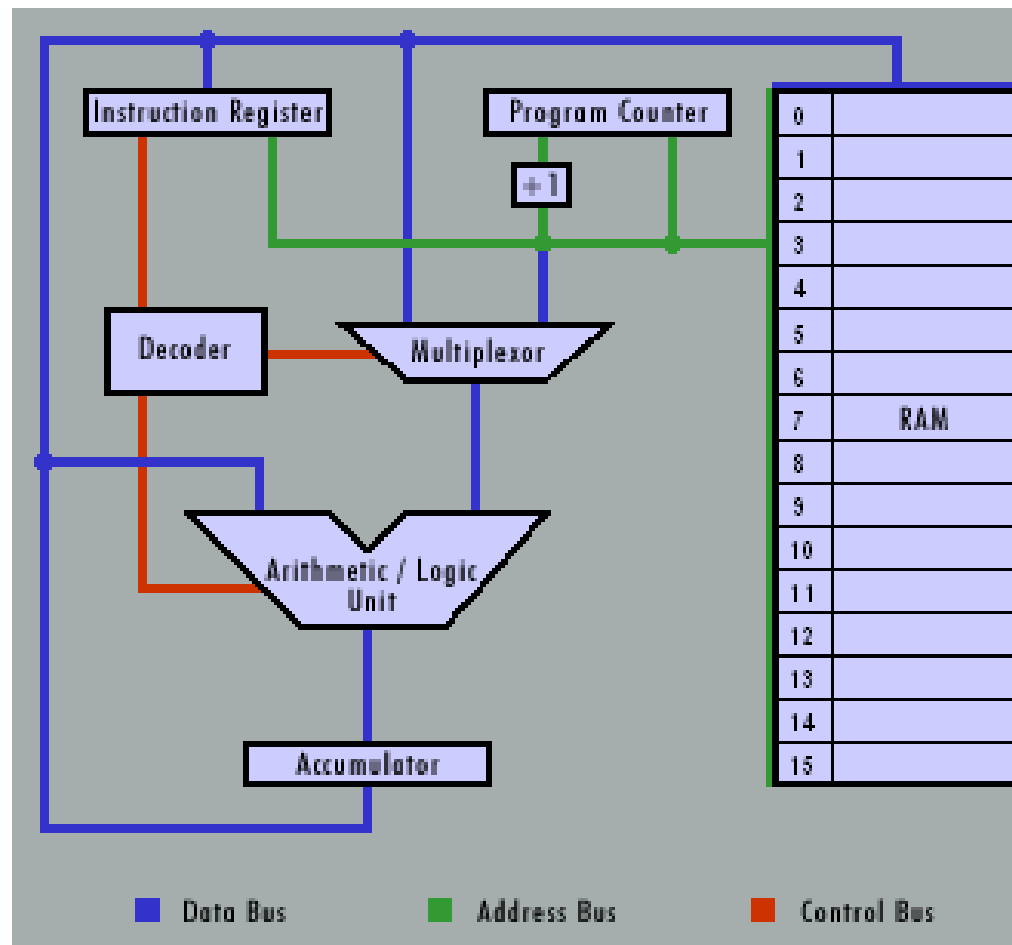 Instruction Register
Program Counter
+1
Decoder
Multiplexor
Arithmetic / Logic
Unit
Accumulator
0
1
2
3
4
5
6
7
RAM
8
9
10
11
12
13
14
15
Data Bus
Address Bus
Control Bus